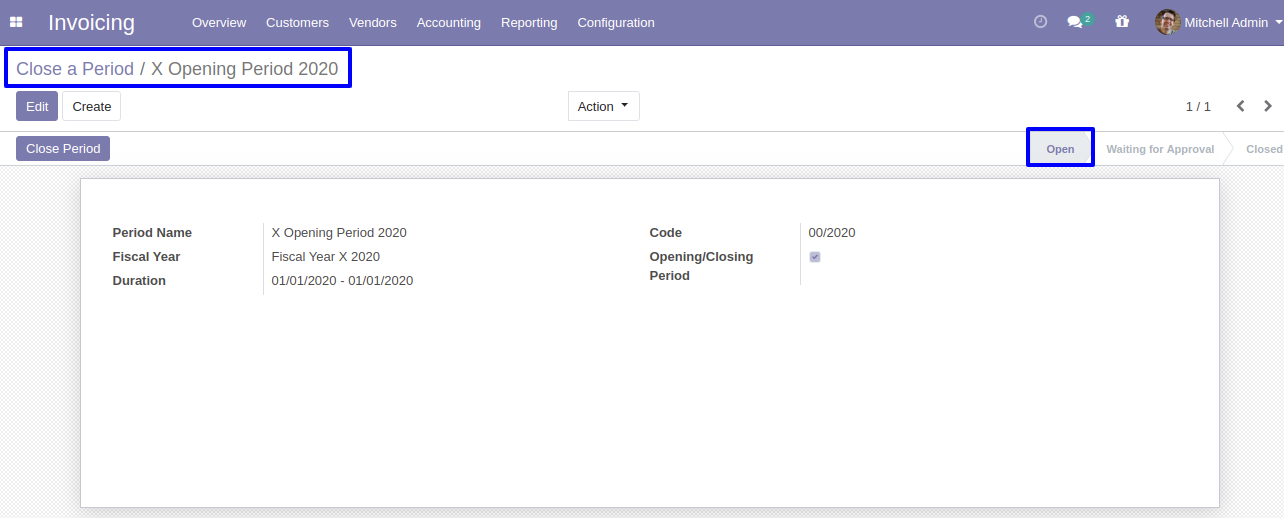 Invoicing Overview Customers Vendors Accounting Reporting Configuration 2 Mitchell Admin
Close a Period / X Opening Period 2020
Edit Create Action 1 / 1
Close Period Open Waiting for Approval Closed
Period Name X Opening Period 2020 Code 00/2020
Fiscal Year Fiscal Year X 2020 Opening/Closing
Period
Duration 01/01/2020 - 01/01/2020